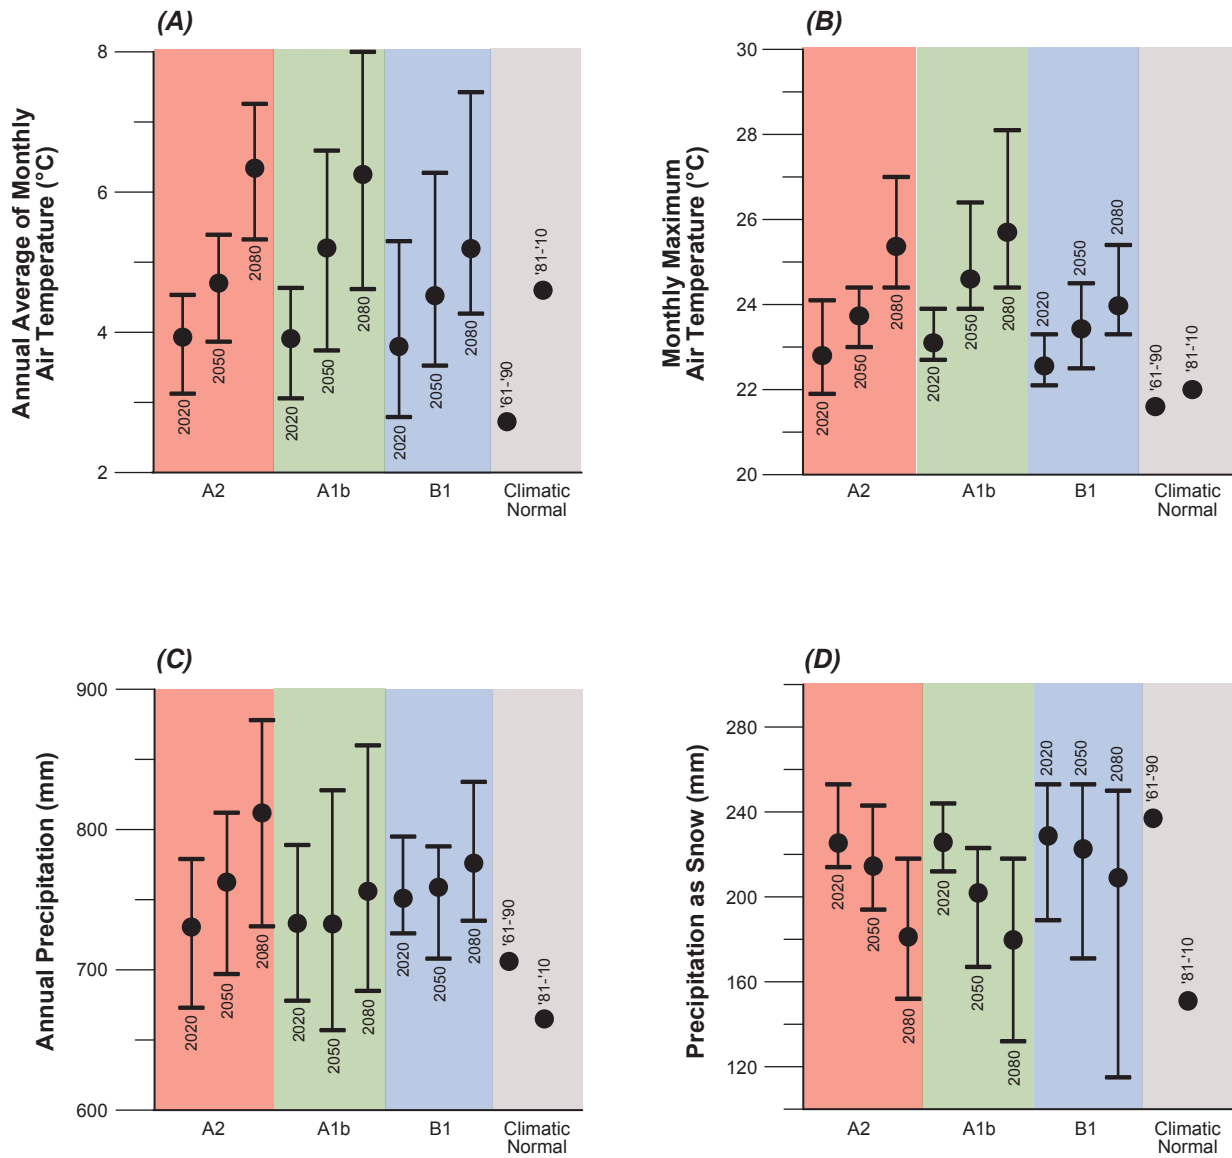 (A)
Annual Average of Monthly
Air Temperature (°C)
8
6
4
2
2020
2050
2080
2020
2050
2080
2020
2050
2080
'61-'90
'81-'10
A2
A1b
B1
Climatic
Normal
(B)
Monthly Maximum
Air Temperature (°C)
30
28
26
24
22
20
2020
2050
2080
2020
2050
2080
2020
2050
2080
'61-'90
'81-'10
A2
A1b
B1
Climatic
Normal
(C)
Annual Precipitation (mm)
900
800
700
600
2020
2050
2080
2020
2050
2080
2020
2050
2080
'61-'90
'81-'10
A2
A1b
B1
Climatic
Normal
(D)
Precipitation as Snow (mm)
280
240
200
160
120
2020
2050
2080
2020
2050
2080
2020
2050
2080
'61-'90
'81-'10
A2
A1b
B1
Climatic
Normal